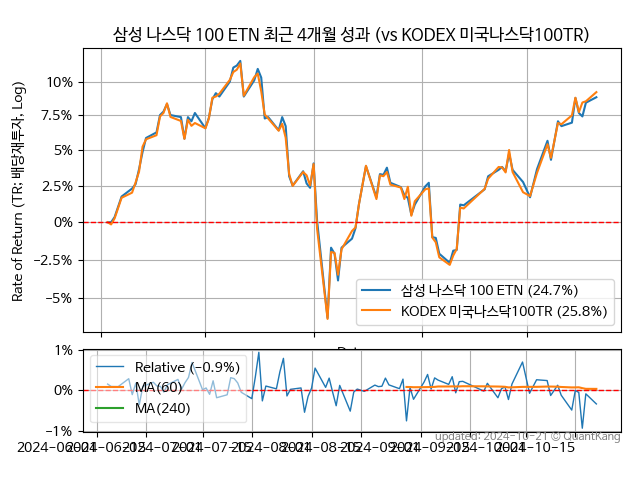 삼성 나스닥 100 ETN 최근 4개월 성과 (vs KODEX 미국나스닥100TR)
Rate of Return (TR: 배당재투자, Log)
10%
7.5%
5%
2.5%
0%
−2.5%
−5%
삼성 나스닥 100 ETN (24.7%)
KODEX 미국나스닥100TR (25.8%)
1%
0%
−1%
Relative (−0.9%)
MA(60)
MA(240)
updated: 2024-10-21 © QuantKang